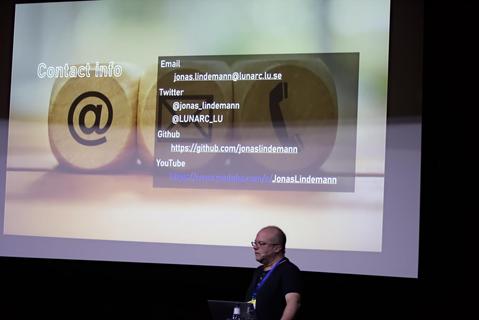 Contact info
Email
jonas.lindemann@lunarc.lu.se
Twitter
@jonas_lindemann
@LUNARC_LU
Github
https://github.com/jonaslindemann
YouTube
JonasLindemann